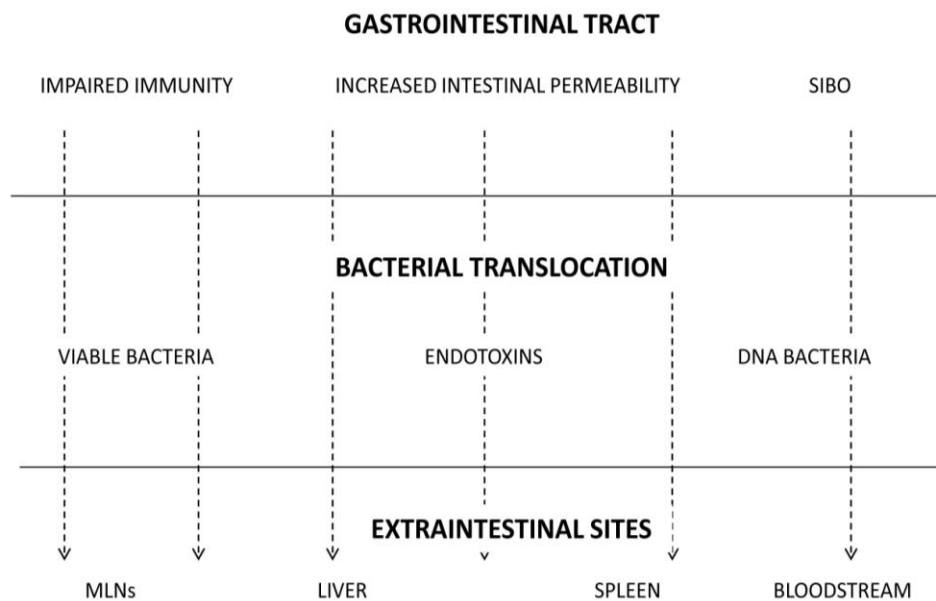 GASTROINTESTINAL TRACT
IMPAIRED IMMUNITY INCREASED INTESTINAL PERMEABILITY SIBO
BACTERIAL TRANSLOCATION
VIABLE BACTERIA ENDOTOXINS DNA BACTERIA
EXTRAINTESTINAL SITES
MLNs LIVER SPLEEN BLOODSTREAM